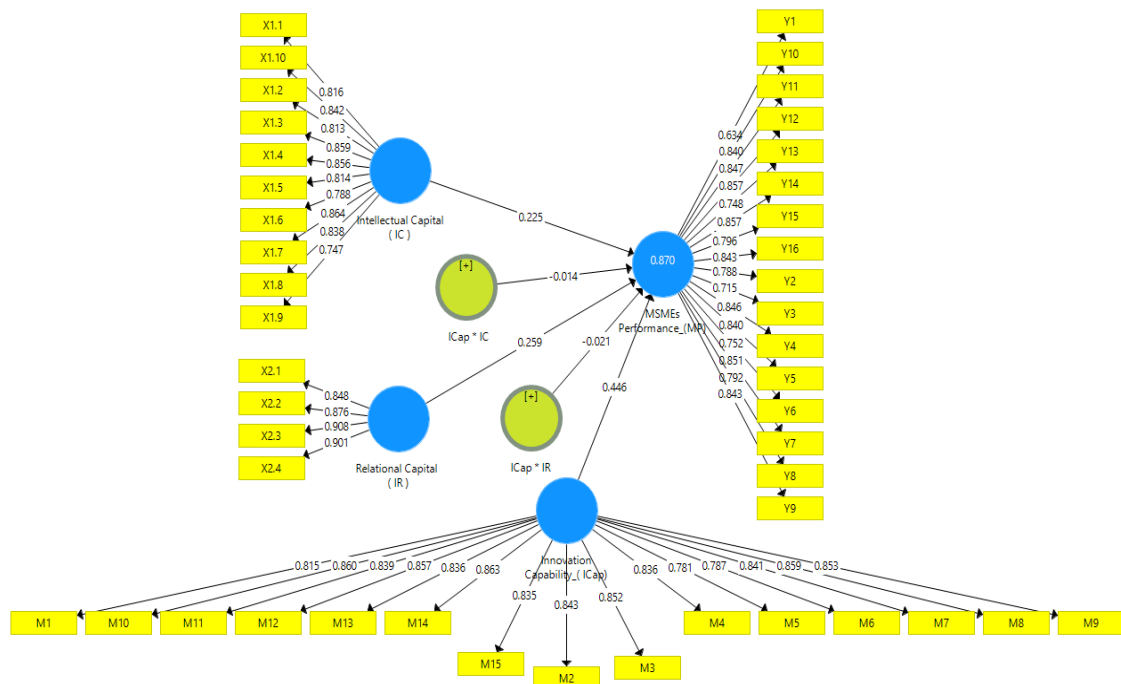 X1.1
X1.10
X1.2
X1.3
X1.4
X1.5
X1.6
X1.7
X1.8
X1.9
0.816
0.842
0.813
0.859
0.856
0.814
0.788
0.864
0.838
0.747
Intellectual Capital
( IC )
0.225
[+]
ICap * IC
-0.014
X2.1
X2.2
X2.3
X2.4
0.848
0.876
0.908
0.901
Relational Capital
( IR )
0.259
[+]
ICap * IR
-0.021
0.446
0.870
MSMEs
Performance_(MP)
0.634
0.840
0.847
0.857
0.748
0.857
0.796
0.843
0.788
0.715
0.846
0.840
0.752
0.851
0.792
0.843
Y1
Y10
Y11
Y12
Y13
Y14
Y15
Y16
Y2
Y3
Y4
Y5
Y6
Y7
Y8
Y9
Innovation
Capability_( ICap)
0.815
0.860
0.839
0.857
0.836
0.863
0.835
0.843
0.852
0.836
0.781
0.787
0.841
0.859
0.853
M1
M10
M11
M12
M13
M14
M15
M2
M3
M4
M5
M6
M7
M8
M9